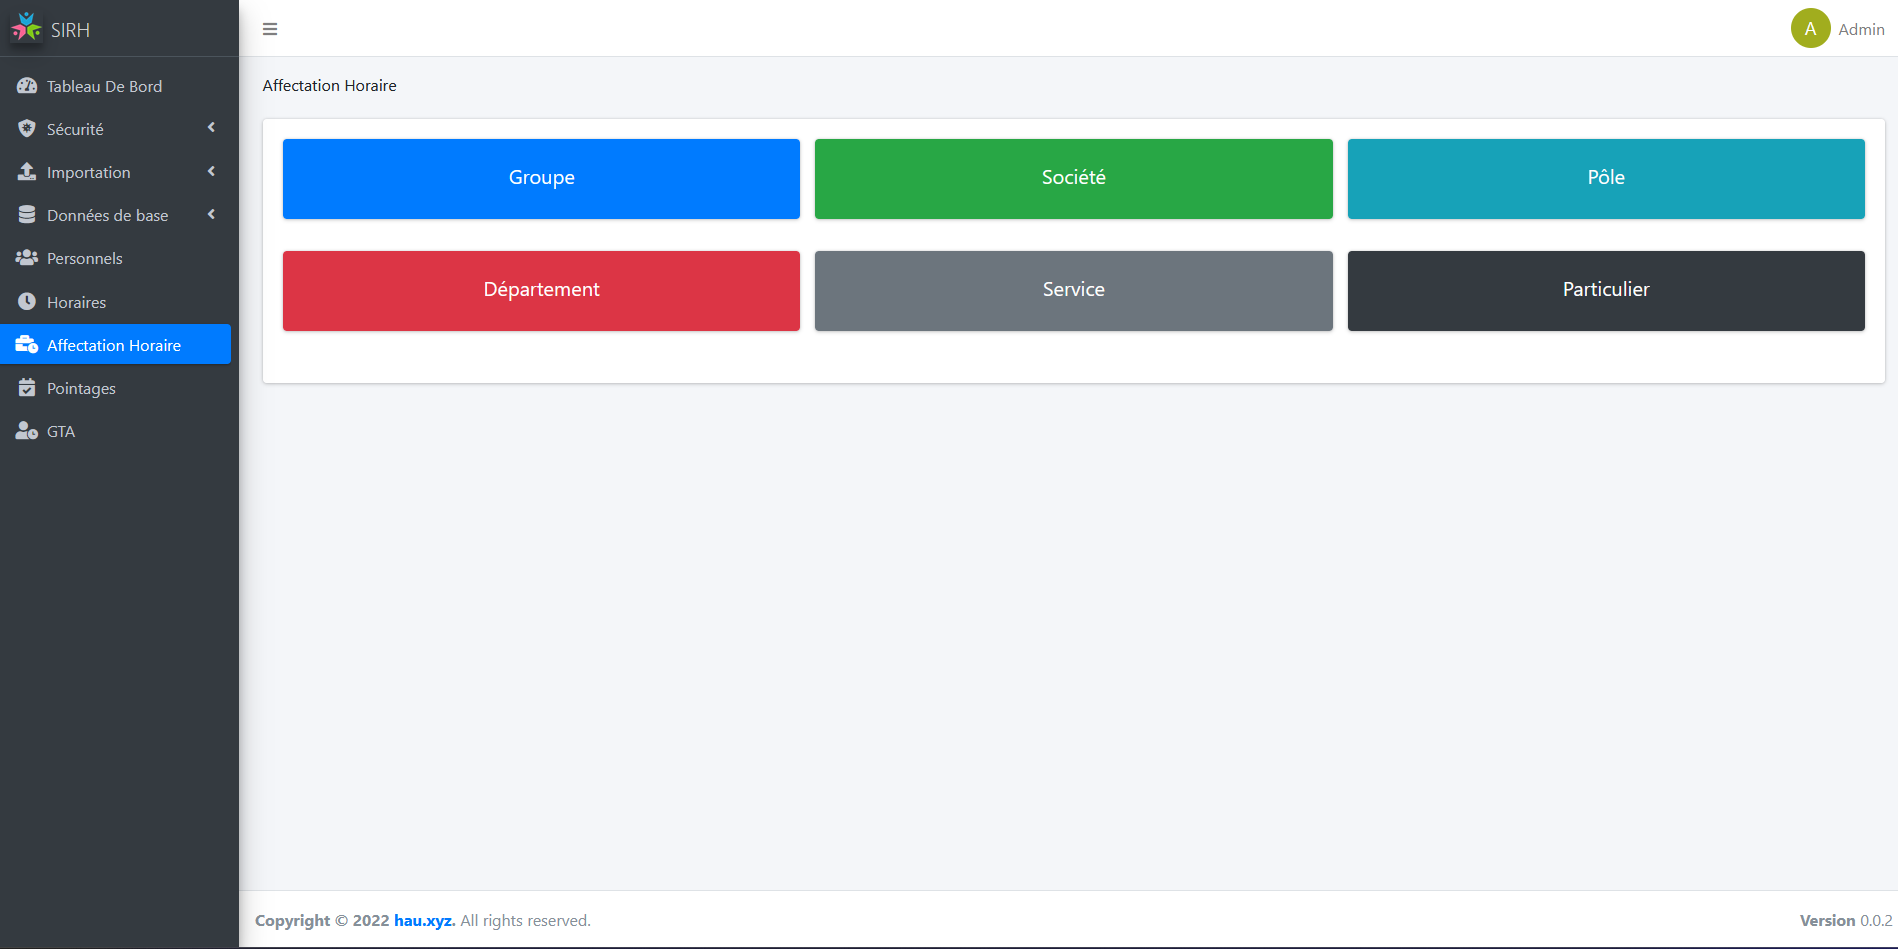 SIRH
Admin
A
Tableau De Bord
Sécurité
Importation
Données de base
Personnels
Horaires
Affectation Horaire
Pointages
GTA
Affectation Horaire
Groupe
Société
Pôle
Département
Service
Particulier
Copyright © 2022 hau.xyz. All rights reserved.
Version 0.0.2